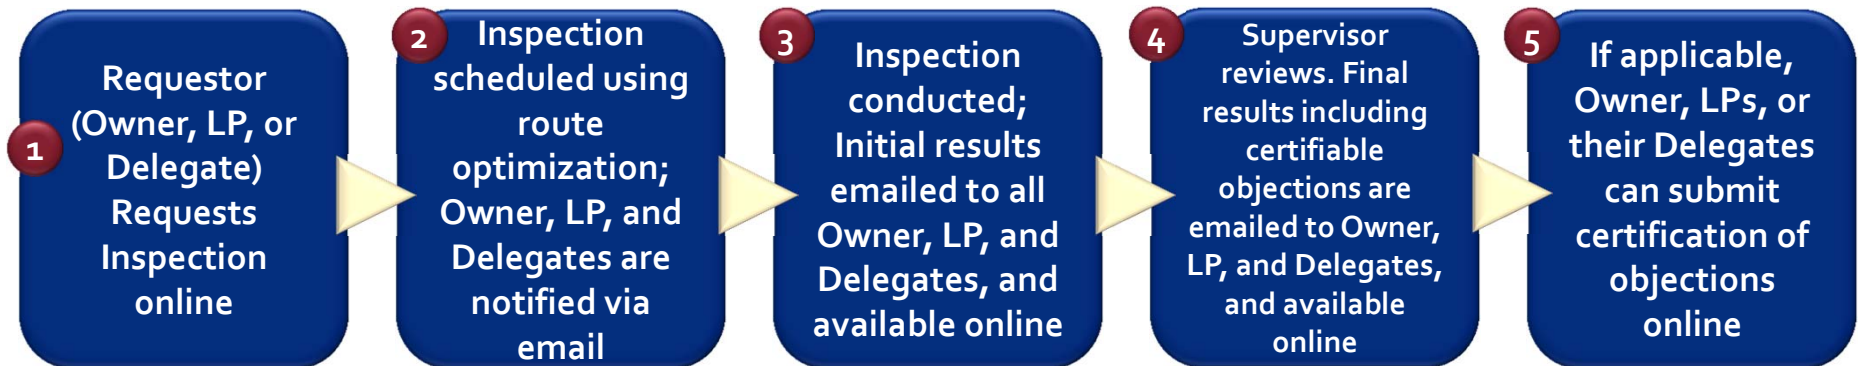 1
Requestor
(Owner, LP, or
Delegate)
Requests
Inspection
online
2
Inspection
scheduled using
route
optimization;
Owner, LP, and
Delegates are
notified via
email
3
Inspection
conducted;
Initial results
emailed to all
Owner, LP, and
Delegates, and
available online
4
Supervisor
reviews. Final
results including
certifiable
objections are
emailed to Owner,
LP, and Delegates,
and available
online
5
If applicable,
Owner, LPs, or
their Delegates
can submit
certification of
objections
online